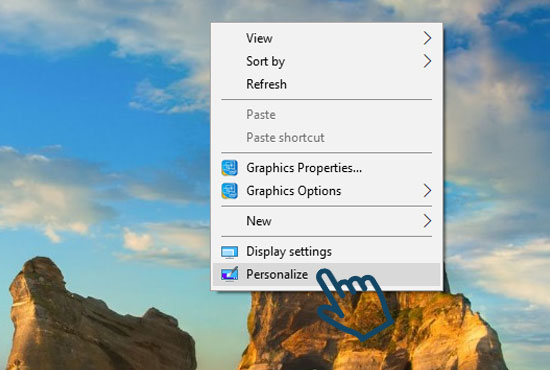 View
Sort by
Refresh
Paste
Paste shortcut
Graphics Properties...
Graphics Options
New
Display settings
Personalize